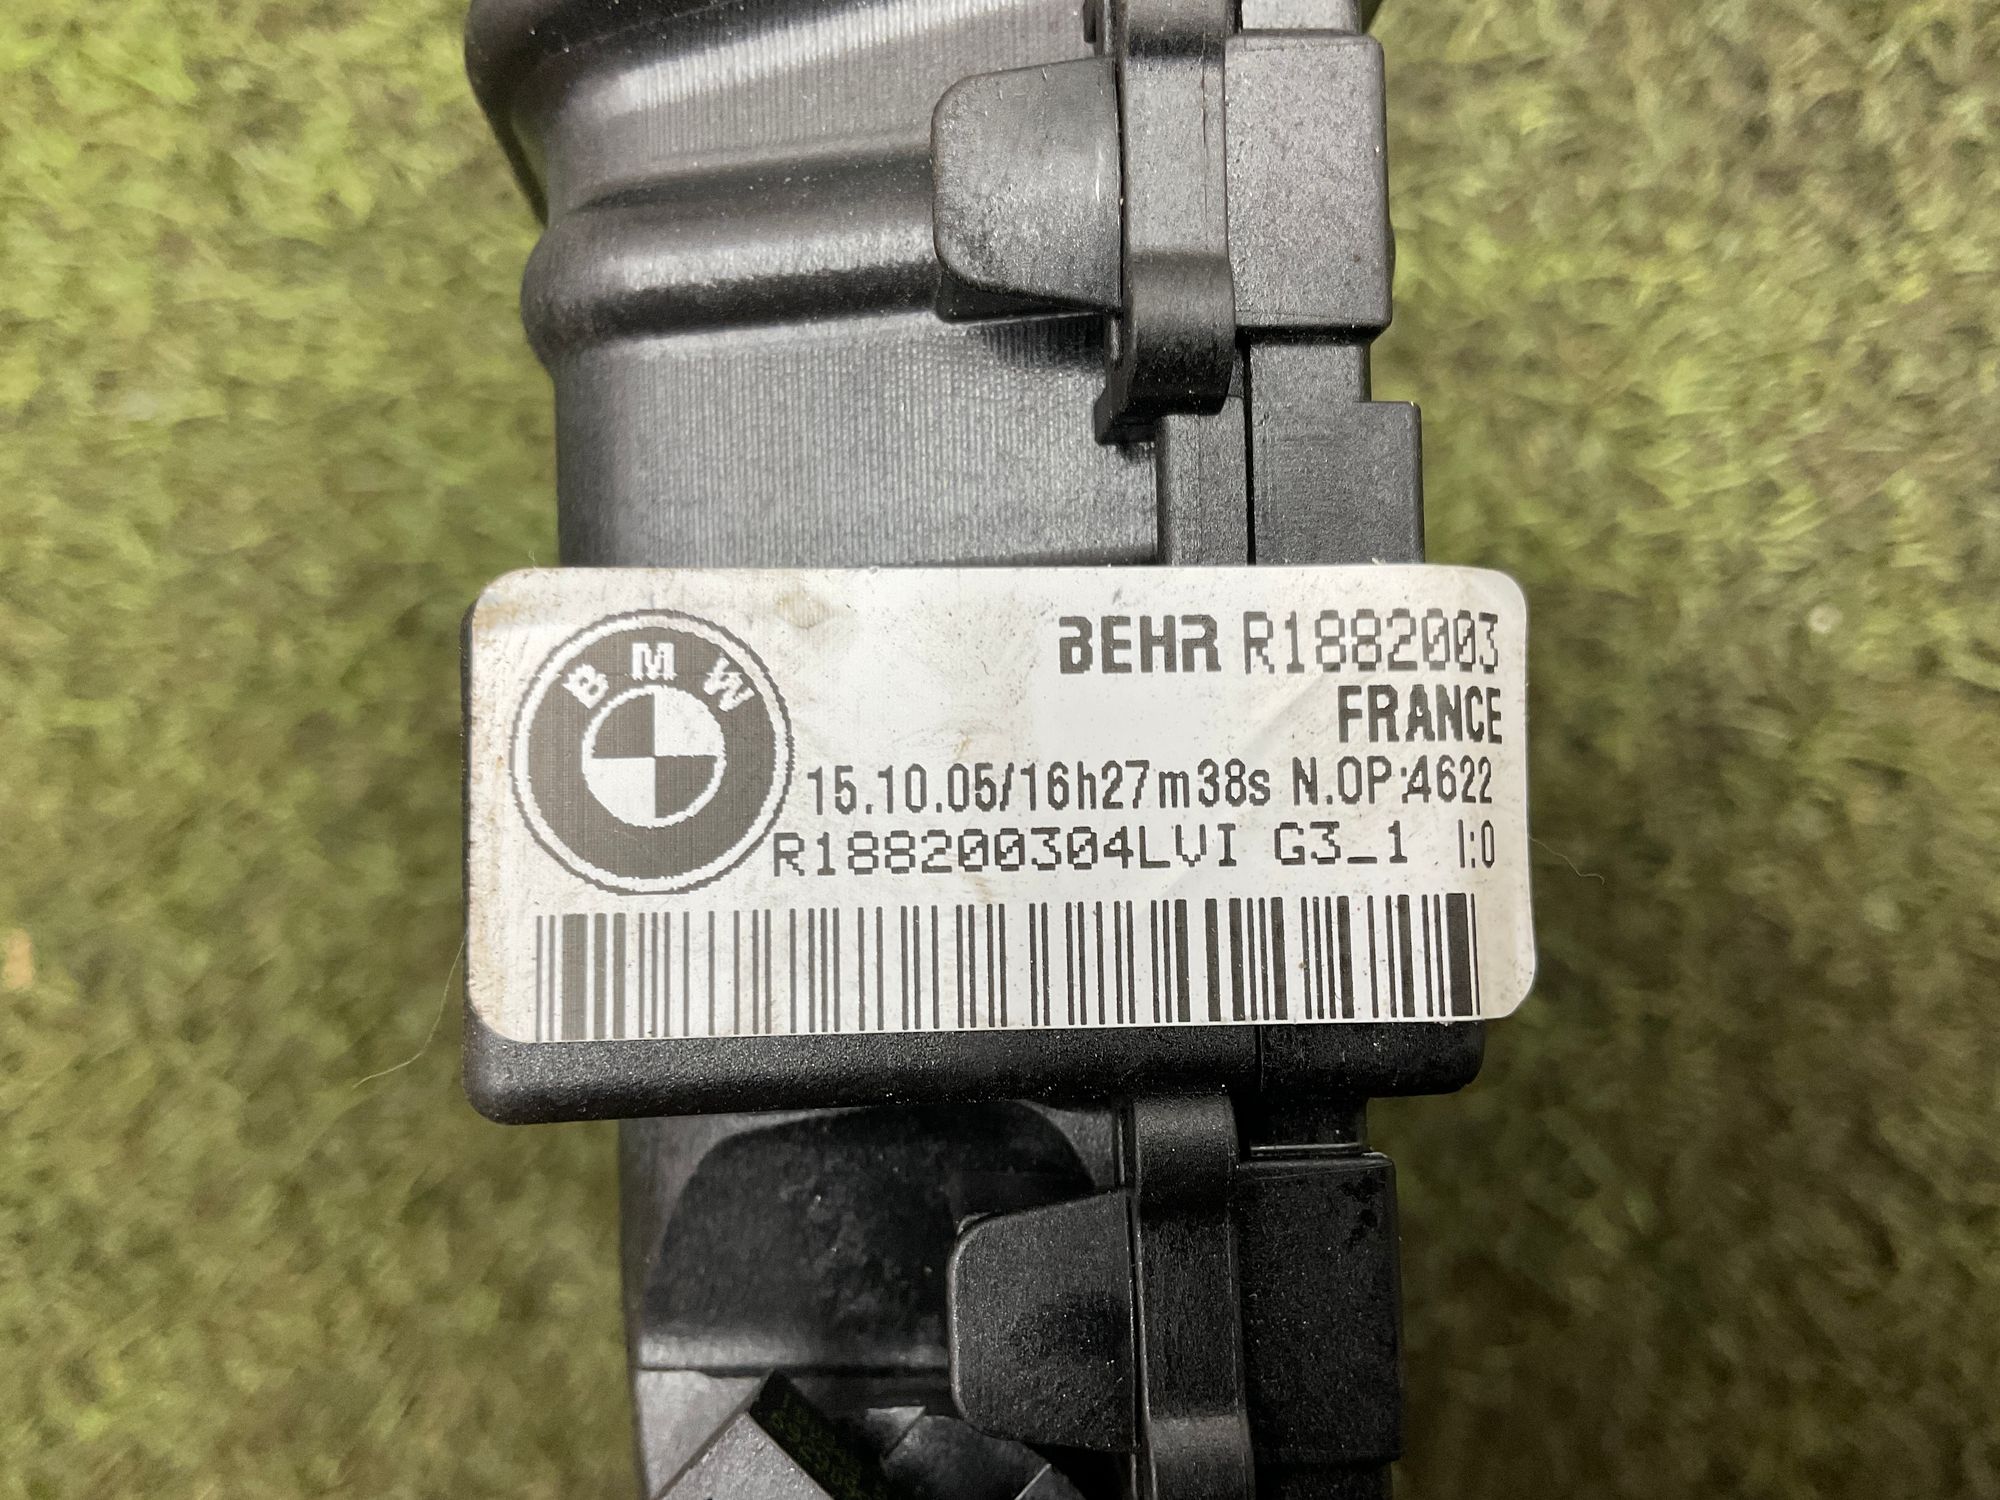 BMW
BEHR R1882003
FRANCE
15.10.05/16h27m38s N.OP:4622
R188200304LVI G3_1 I:0